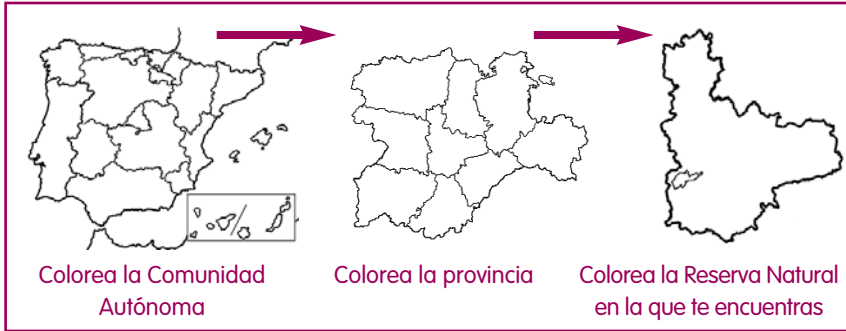 Colorea la Comunidad
Autónoma
Colorea la provincia
Colorea la Reserva Natural
en la que te encuentras